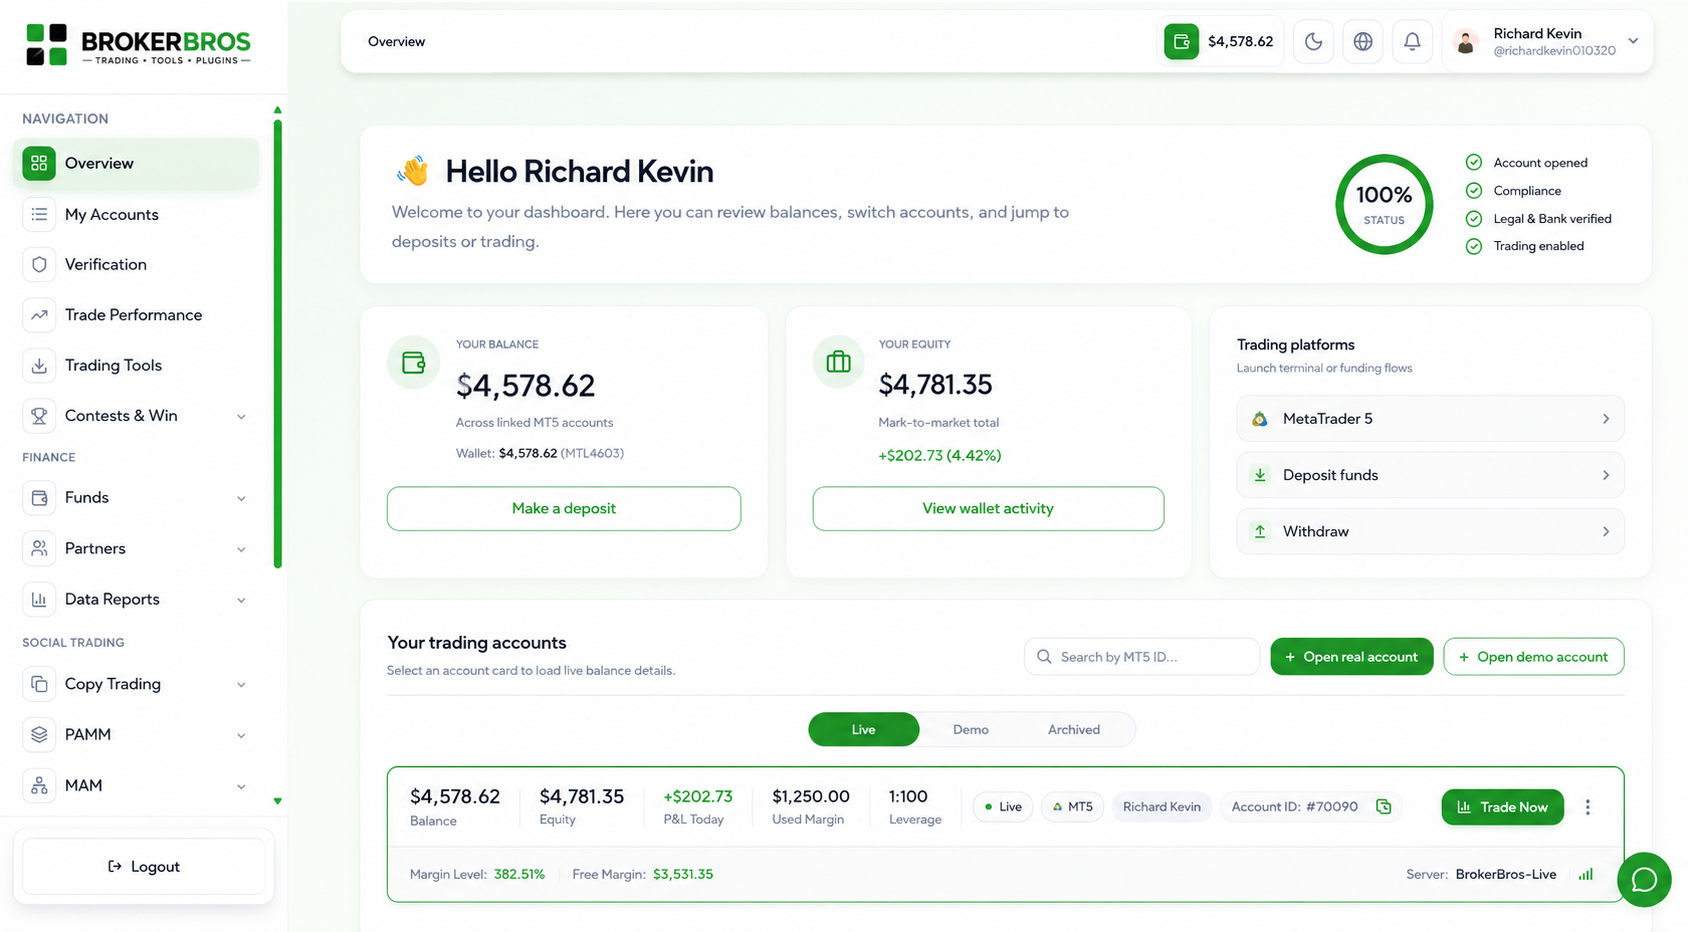 BROKERBROS
TRADING • TOOLS • PLUGINS
NAVIGATION
Overview
My Accounts
Verification
Trade Performance
Trading Tools
Contests & Win
FINANCE
Funds
Partners
Data Reports
SOCIAL TRADING
Copy Trading
PAMM
MAM
Logout
Overview
$4,578.62
Richard Kevin
@richardkevin010320
Hello Richard Kevin
Welcome to your dashboard. Here you can review balances, switch accounts, and jump to
deposits or trading.
100%
STATUS
Account opened
Compliance
Legal & Bank verified
Trading enabled
YOUR BALANCE
$4,578.62
Across linked MT5 accounts
Wallet: $4,578.62 (MTL4603)
Make a deposit
YOUR EQUITY
$4,781.35
Mark-to-market total
+$202.73 (4.42%)
View wallet activity
Trading platforms
Launch terminal or funding flows
MetaTrader 5
Deposit funds
Withdraw
Your trading accounts
Select an account card to load live balance details.
Search by MT5 ID...
+ Open real account
+ Open demo account
Live
Demo
Archived
$4,578.62
Balance
$4,781.35
Equity
+$202.73
P&L Today
$1,250.00
Used Margin
1:100
Leverage
Live
MT5
Richard Kevin
Account ID: #70090
Trade Now
Margin Level: 382.51%
Free Margin: $3,531.35
Server: BrokerBros-Live